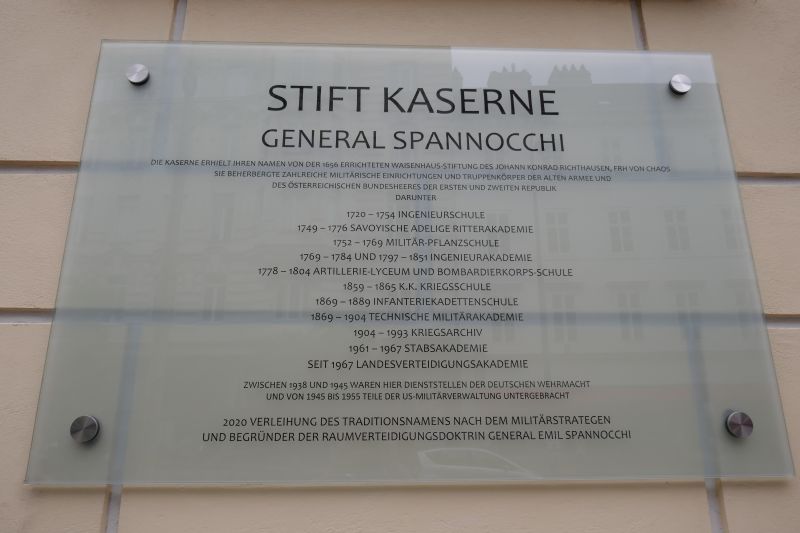 STIFT KASERNE
GENERAL SPANNOCCHI
DIE KASERNE ERHIELT IHREN NAMEN VON DER 1656 ERRICHTETEN WAISENHAUS-STIFTUNG DES JOHANN KONRAD RICHTHAUSEN, FRH VON CHAOS
SIE BEHERBERGTE ZAHLREICHE MILITÄRISCHE EINRICHTUNGEN UND TRUPPENKÖRPER DER ALTEN ARMEE UND
DES ÖSTERREICHISCHEN BUNDESHEERES DER ERSTEN UND ZWEITEN REPUBLIK
DARUNTER
1720 – 1754 INGENIEURSCHULE
1749 – 1776 SAVOYISCHE ADELIGE RITTERAKADEMIE
1752 – 1769 MILITÄR-PFLANZSCHULE
1769 – 1784 UND 1797 – 1851 INGENIEURAKADEMIE
1778 – 1804 ARTILLERIE-LYCEUM UND BOMBARDIERKORPS-SCHULE
1859 – 1865 K.K. KRIEGSSCHULE
1869 – 1889 INFANTERIEKADETTENSCHULE
1869 – 1904 TECHNISCHE MILITÄRAKADEMIE
1904 – 1993 KRIEGSARCHIV
1961 – 1967 STABSAKADEMIE
SEIT 1967 LANDESVERTEIDIGUNGSAKADEMIE
ZWISCHEN 1938 UND 1945 WAREN HIER DIENSTSTELLEN DER DEUTSCHEN WEHRMACHT
UND VON 1945 BIS 1955 TEILE DER US-MILITÄRVERWALTUNG UNTERGEBRACHT
2020 VERLEIHUNG DES TRADITIONSNAMENS NACH DEM MILITÄRSTRATEGEN
UND BEGRÜNDER DER RAUMVERTEIDIGUNGSDOKTRIN GENERAL EMIL SPANNOCCHI